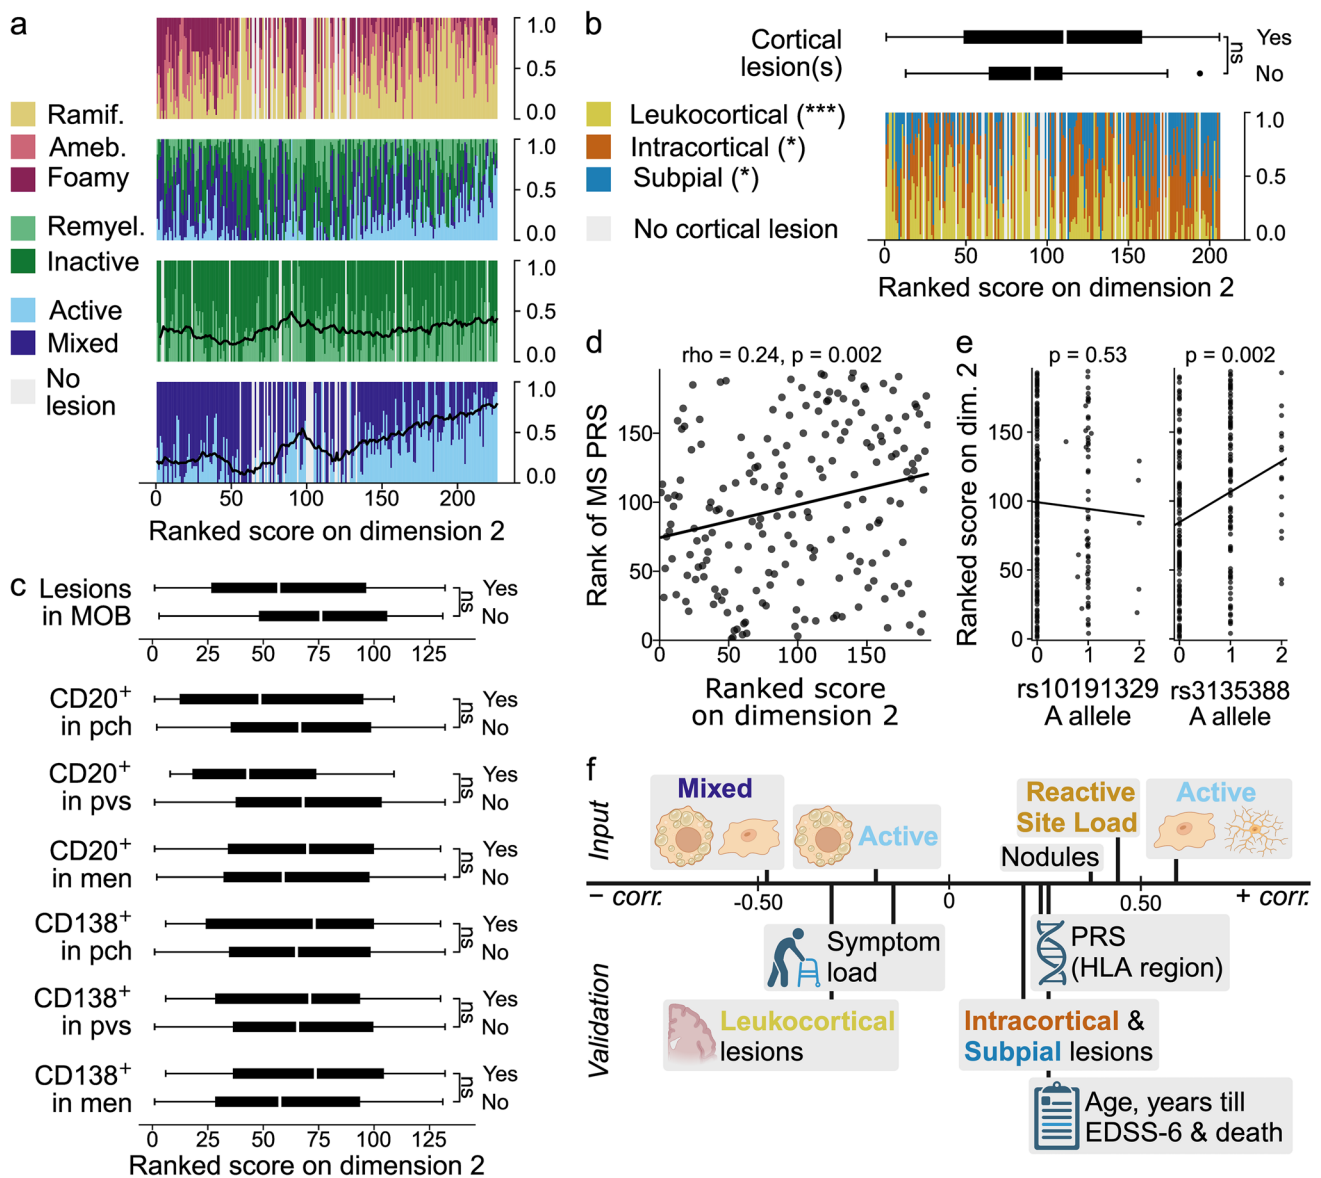 a
Ramif.
Ameb.
Foamy
Remyel.
Inactive
Active
Mixed
No
lesion
1.0
0.5
0.0
1.0
0.5
0.0
1.0
0.5
0.0
1.0
0.5
0.0
0 50 100 150 200
Ranked score on dimension 2
b
Cortical
lesion(s)
Yes
No
ns
Leukocortical (***)
Intracortical (*)
Subpial (*)
No cortical lesion
1.0
0.5
0.0
0 50 100 150 200
Ranked score on dimension 2
c
Lesions
in MOB
Yes
No
ns
0 25 50 75 100 125
CD20+
in pch
Yes
No
ns
CD20+
in pvs
Yes
No
ns
CD20+
in men
Yes
No
ns
CD138+
in pch
Yes
No
ns
CD138+
in pvs
Yes
No
ns
CD138+
in men
Yes
No
ns
0 25 50 75 100 125
Ranked score on dimension 2
d
rho = 0.24, p = 0.002
Rank of MS PRS
150
100
50
0
0 50 100 150
Ranked score
on dimension 2
e
p = 0.53
p = 0.002
Ranked score on dim. 2
150
100
50
0
0 1 2
rs10191329
A allele
0 1 2
rs3135388
A allele
f
Input
Mixed
Active
Reactive
Site Load
Active
Nodules
− corr.
-0.50
0
0.50
+ corr.
Validation
Symptom
load
PRS
(HLA region)
Leukocortical
lesions
Intracortical &
Subpial lesions
Age, years till
EDSS-6 & death